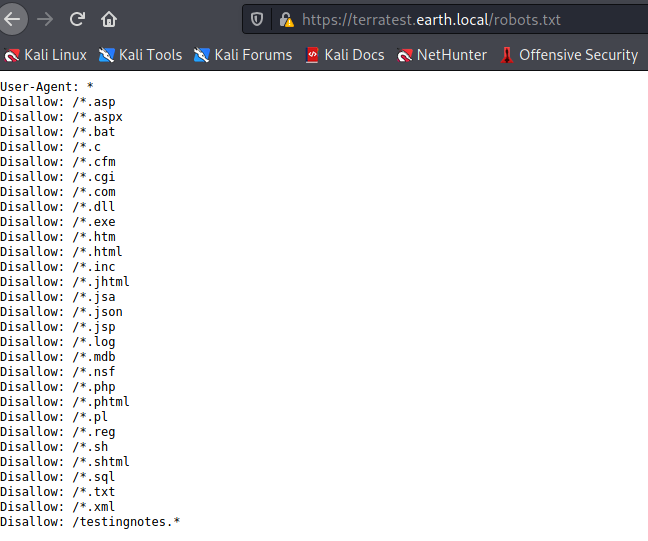 https://terratest.earth.local/robots.txt
Kali Linux Kali Tools Kali Forums Kali Docs NetHunter Offensive Security
User-Agent: *
Disallow: /*.asp
Disallow: /*.aspx
Disallow: /*.bat
Disallow: /*.c
Disallow: /*.cfm
Disallow: /*.cgi
Disallow: /*.com
Disallow: /*.dll
Disallow: /*.exe
Disallow: /*.htm
Disallow: /*.html
Disallow: /*.inc
Disallow: /*.jhtml
Disallow: /*.jsa
Disallow: /*.json
Disallow: /*.jsp
Disallow: /*.log
Disallow: /*.mdb
Disallow: /*.nsf
Disallow: /*.php
Disallow: /*.phtml
Disallow: /*.pl
Disallow: /*.reg
Disallow: /*.sh
Disallow: /*.shtml
Disallow: /*.sql
Disallow: /*.txt
Disallow: /*.xml
Disallow: /testingnotes.*